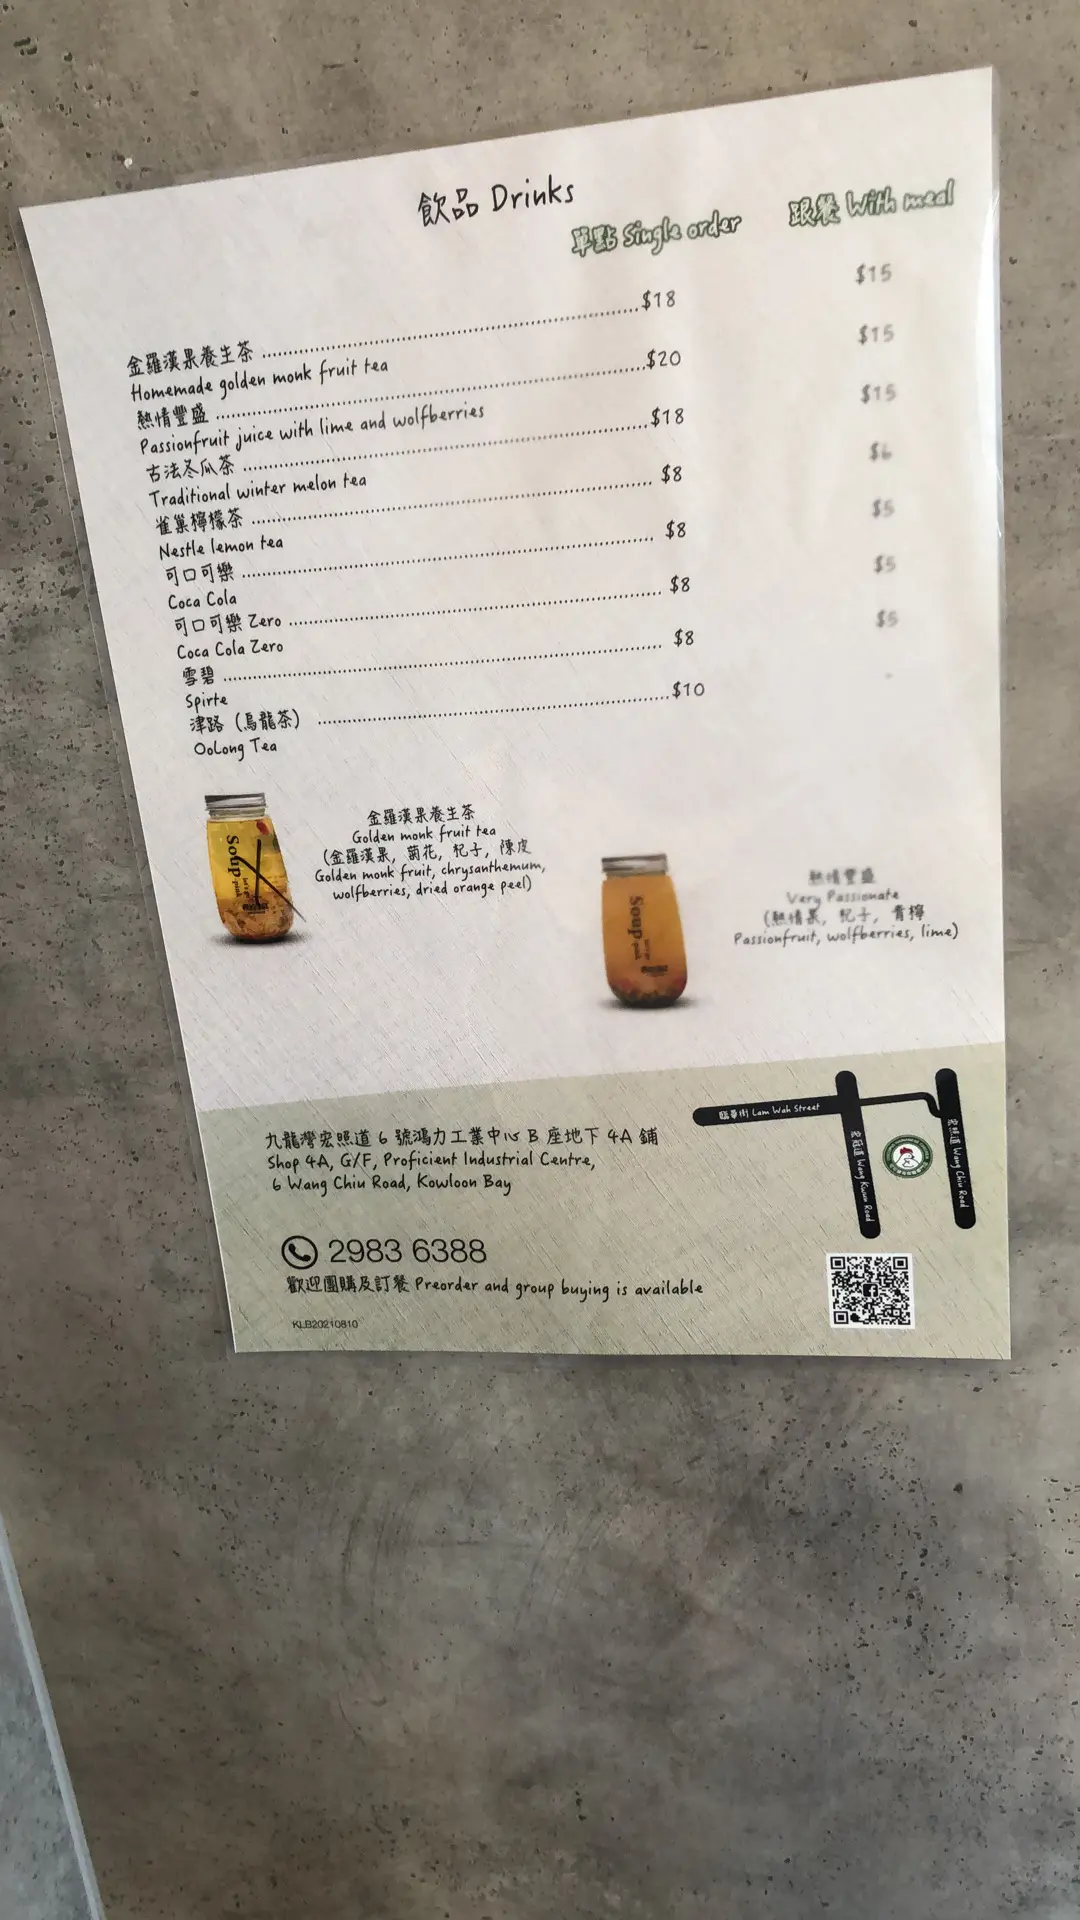 飲品 Drinks
單點 Single order 跟餐 With meal
金羅漢果養生茶 $18 $15
Homemade golden monk fruit tea
熱情豐盛 $20 $15
Passionfruit juice with lime and wolfberries
古法冬瓜茶 $18 $15
Traditional winter melon tea
雀巢檸檬茶 $8 $6
Nestle lemon tea
可口可樂 $8 $5
Coca Cola
可口可樂 Zero $8 $5
Coca Cola Zero
雪碧 $8 $5
Spirte
津路（烏龍茶） $10 -
OoLong Tea
金羅漢果養生茶
Golden monk fruit tea
(金羅漢果, 菊花, 杞子, 陳皮
Golden monk fruit, chrysanthemum,
wolfberries, dried orange peel)
Soup
熱情豐盛
Very Passionate
(熱情果, 杞子, 青檸
Passionfruit, wolfberries, lime)
Soup
九龍灣宏照道 6 號鴻力工業中心 B 座地下 4A 鋪
Shop 4A, G/F, Proficient Industrial Centre,
6 Wang Chiu Road, Kowloon Bay
臨華街 Lam Wah Street
宏冠道 Wang Kwun Road
宏照道 Wang Chiu Road
2983 6388
歡迎團購及訂餐 Preorder and group buying is available
KLB20210810